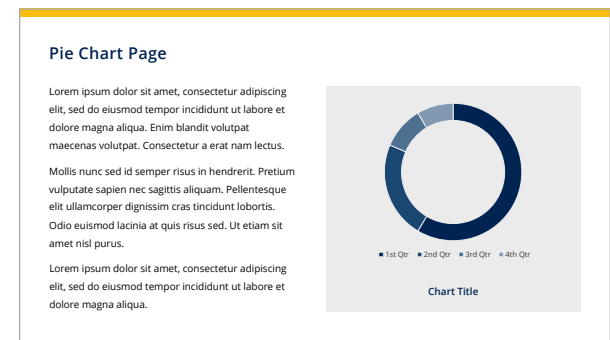 Pie Chart Page
Lorem ipsum dolor sit amet, consectetur adipiscing
elit, sed do eiusmod tempor incididunt ut labore et
dolore magna aliqua. Enim blandit volutpat
maecenas volutpat. Consectetur a erat nam lectus.
Mollis nunc sed id semper risus in hendrerit. Pretium
vulputate sapien nec sagittis aliquam. Pellentesque
elit ullamcorper dignissim cras tincidunt lobortis.
Odio euismod lacinia at quis risus sed. Ut etiam sit
amet nisl purus.
Lorem ipsum dolor sit amet, consectetur adipiscing
elit, sed do eiusmod tempor incididunt ut labore et
dolore magna aliqua.
1st Qtr 2nd Qtr 3rd Qtr 4th Qtr
Chart Title